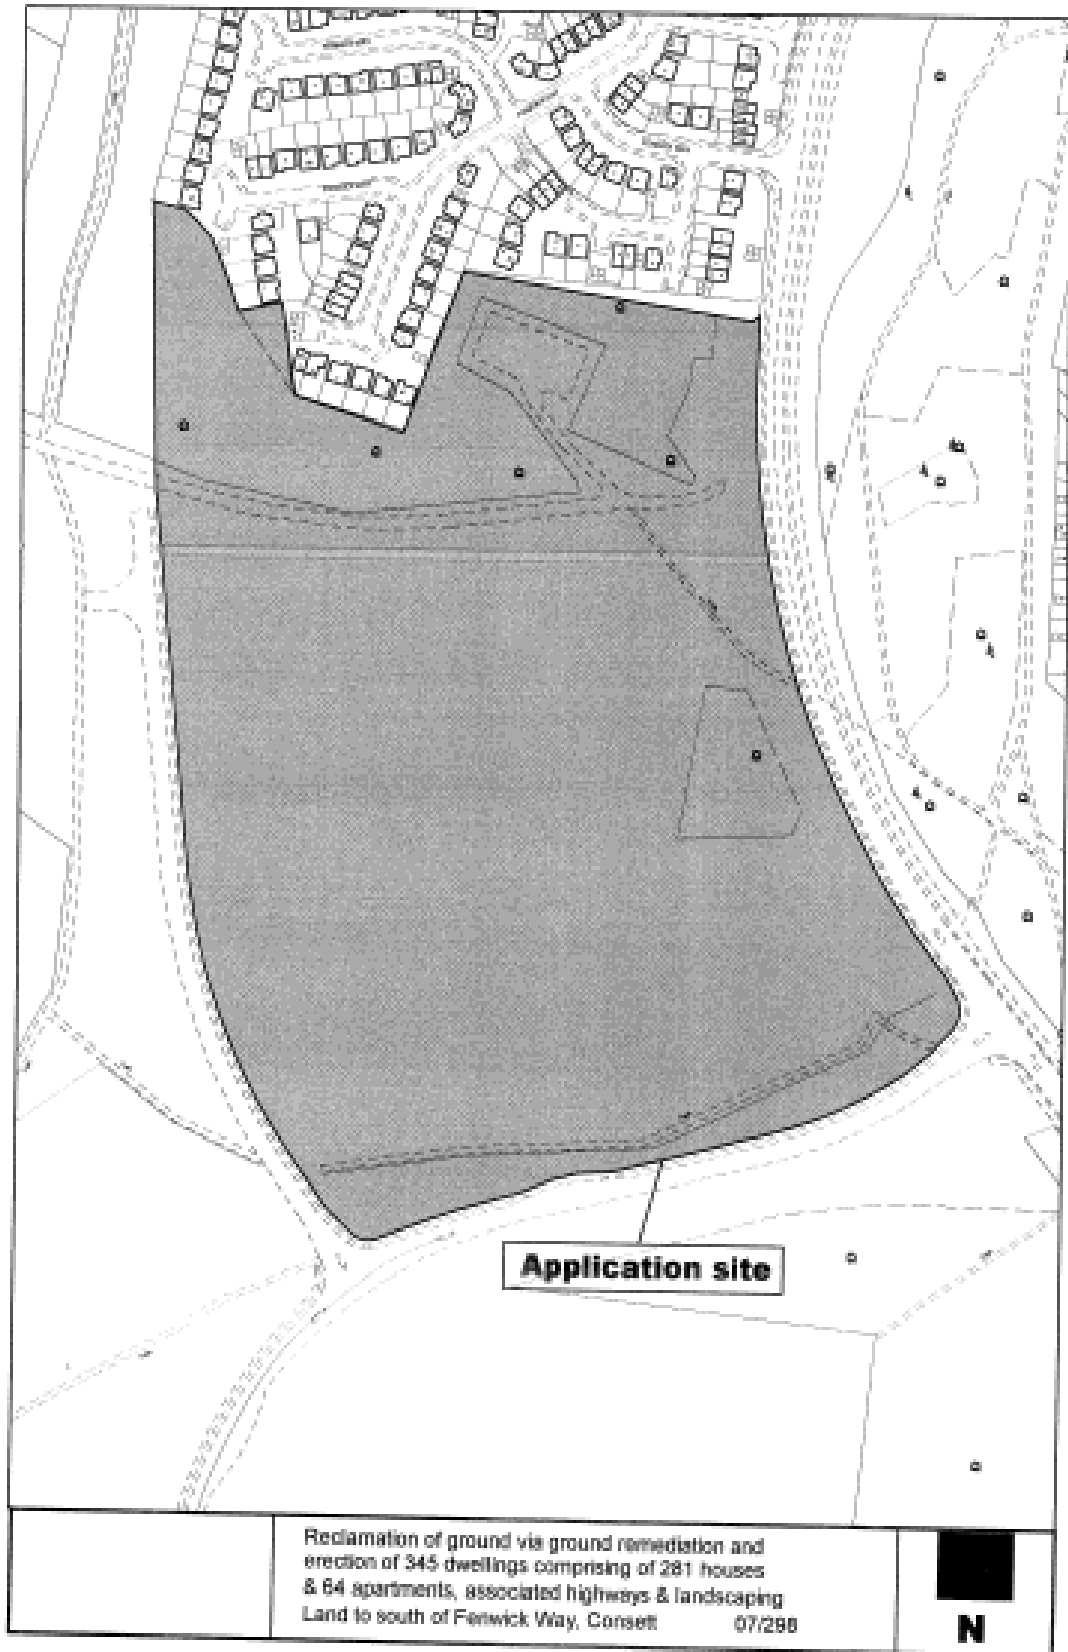 Application site
Reclamation of ground via ground remediation and
erection of 345 dwellings comprising of 281 houses
& 64 apartments, associated highways & landscaping
Land to south of Fenwick Way, Consett 07/298
N